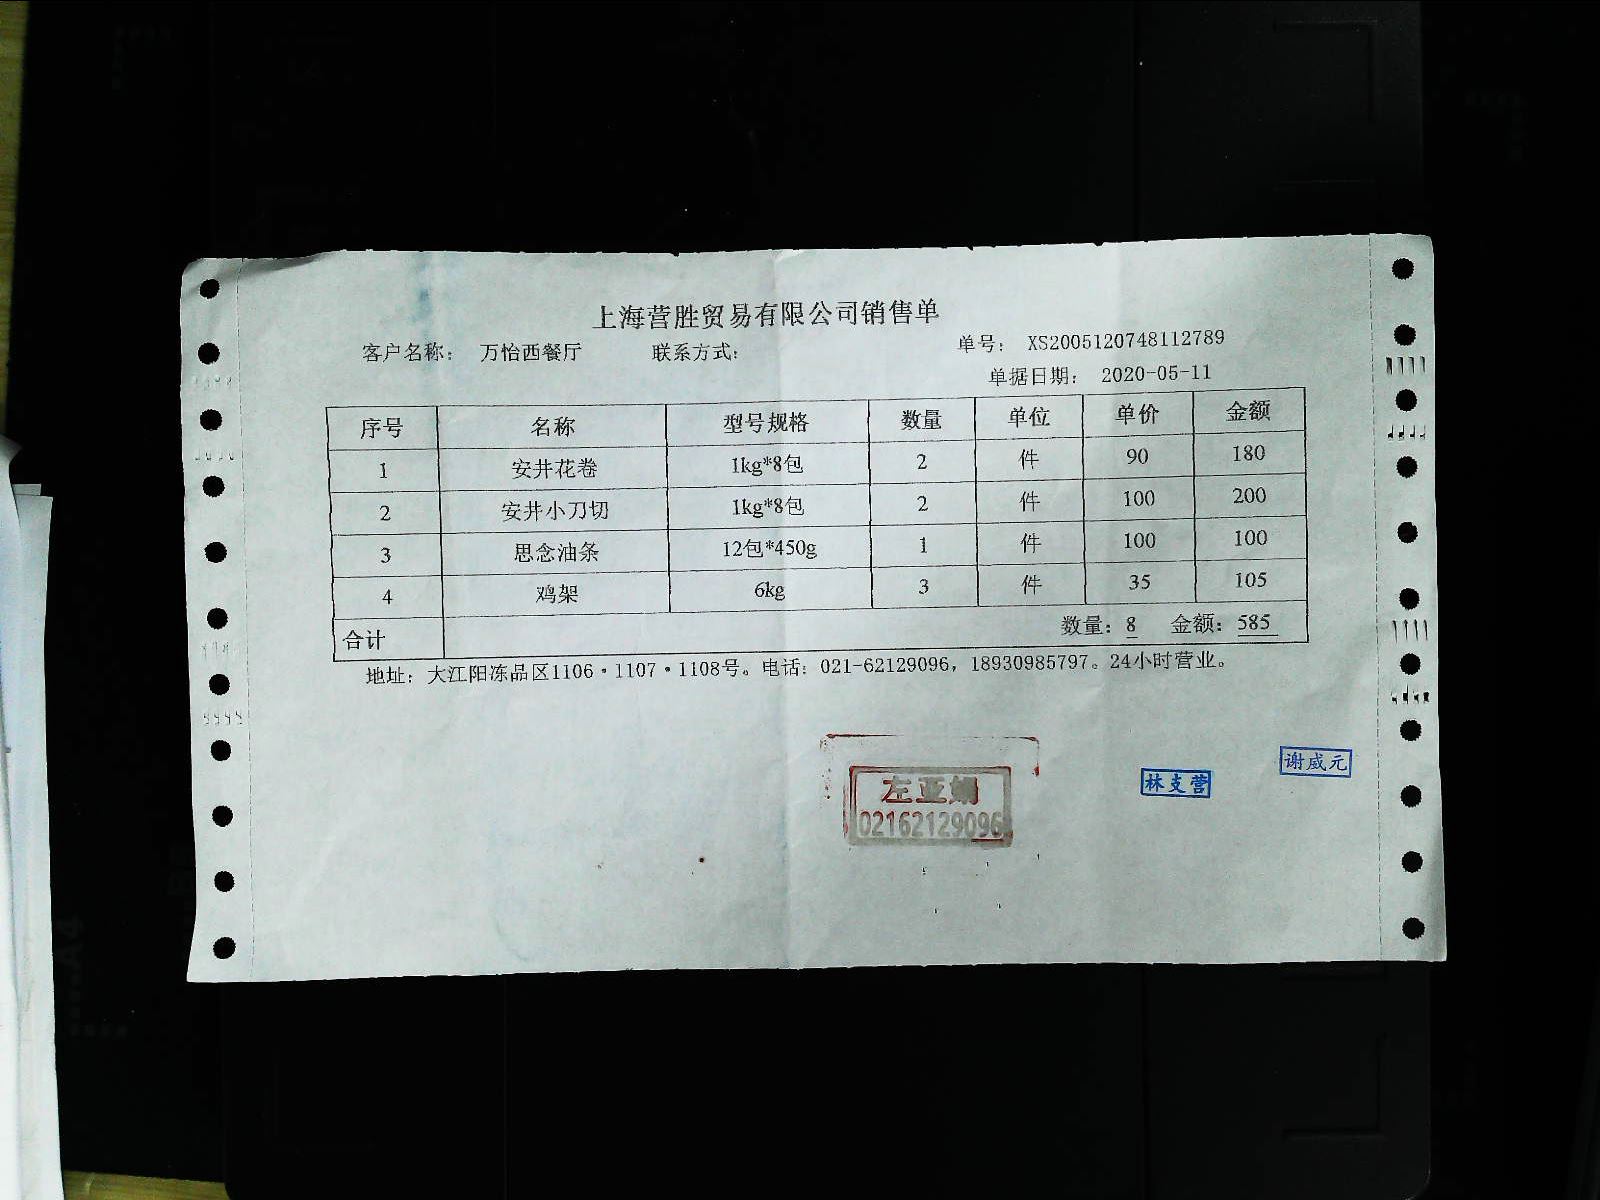 上海营胜贸易有限公司销售单
客户名称： 万怡西餐厅 联系方式： 单号： XS2005120748112789
单据日期： 2020-05-11
序号 名称 型号规格 数量 单位 单价 金额
1 安井花卷 1kg*8包 2 件 90 180
2 安井小刀切 1kg*8包 2 件 100 200
3 思念油条 12包*450g 1 件 100 100
4 鸡架 6kg 3 件 35 105
合计 数量：8 金额：585
地址：大江阳冻品区1106·1107·1108号。电话：021-62129096，18930985797。24小时营业。
谢威元
林支营
左亚娟
02162129096